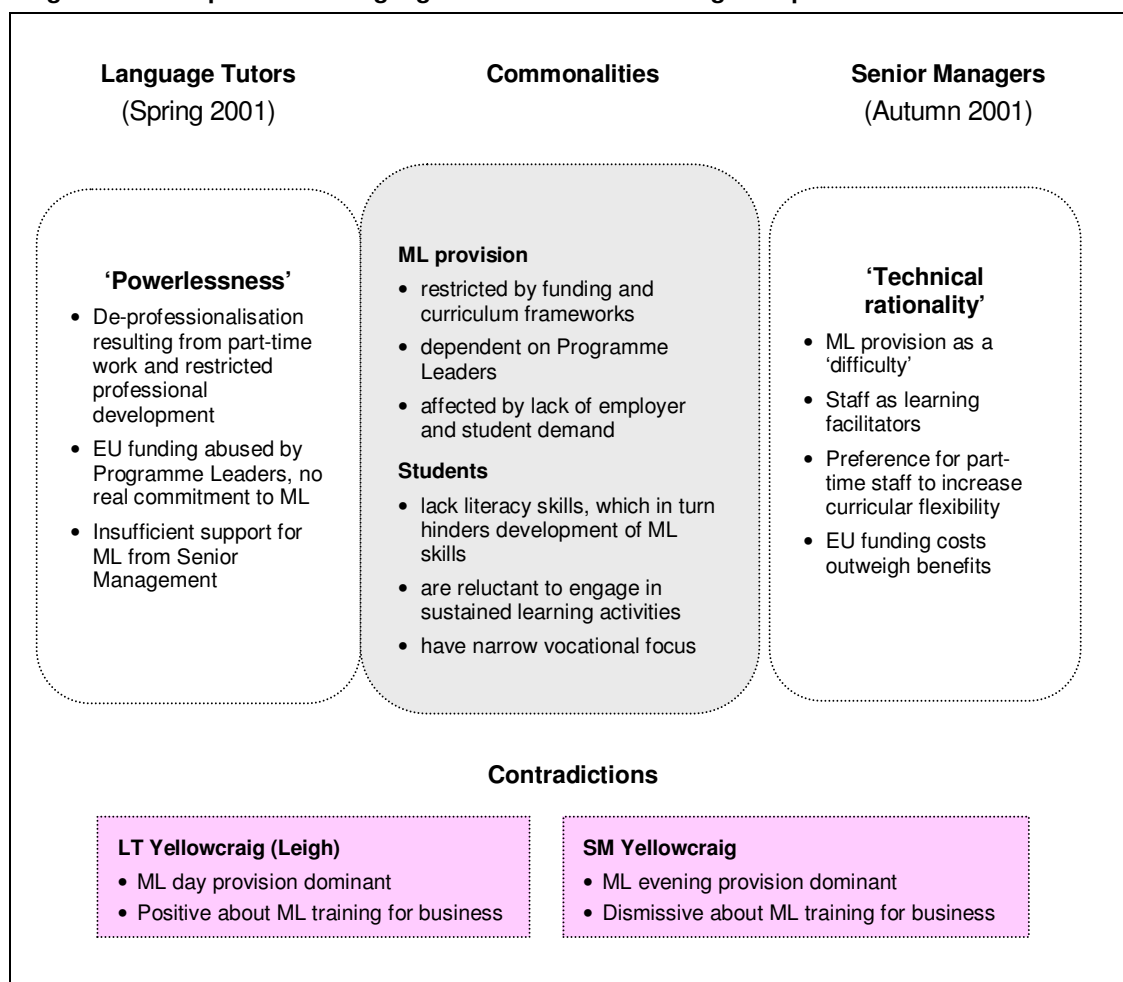 Language Tutors
(Spring 2001)
Commonalities
Senior Managers
(Autumn 2001)
‘Powerlessness’
• De-professionalisation
resulting from part-time
work and restricted
professional
development
• EU funding abused by
Programme Leaders, no
real commitment to ML
• Insufficient support for
ML from Senior
Management
ML provision
• restricted by funding and
curriculum frameworks
• dependent on Programme
Leaders
• affected by lack of employer
and student demand
Students
• lack literacy skills, which in turn
hinders development of ML
skills
• are reluctant to engage in
sustained learning activities
• have narrow vocational focus
‘Technical
rationality’
• ML provision as a
‘difficulty’
• Staff as learning
facilitators
• Preference for part-
time staff to increase
curricular flexibility
• EU funding costs
outweigh benefits
Contradictions
LT Yellowcraig (Leigh)
• ML day provision dominant
• Positive about ML training for business
SM Yellowcraig
• ML evening provision dominant
• Dismissive about ML training for business